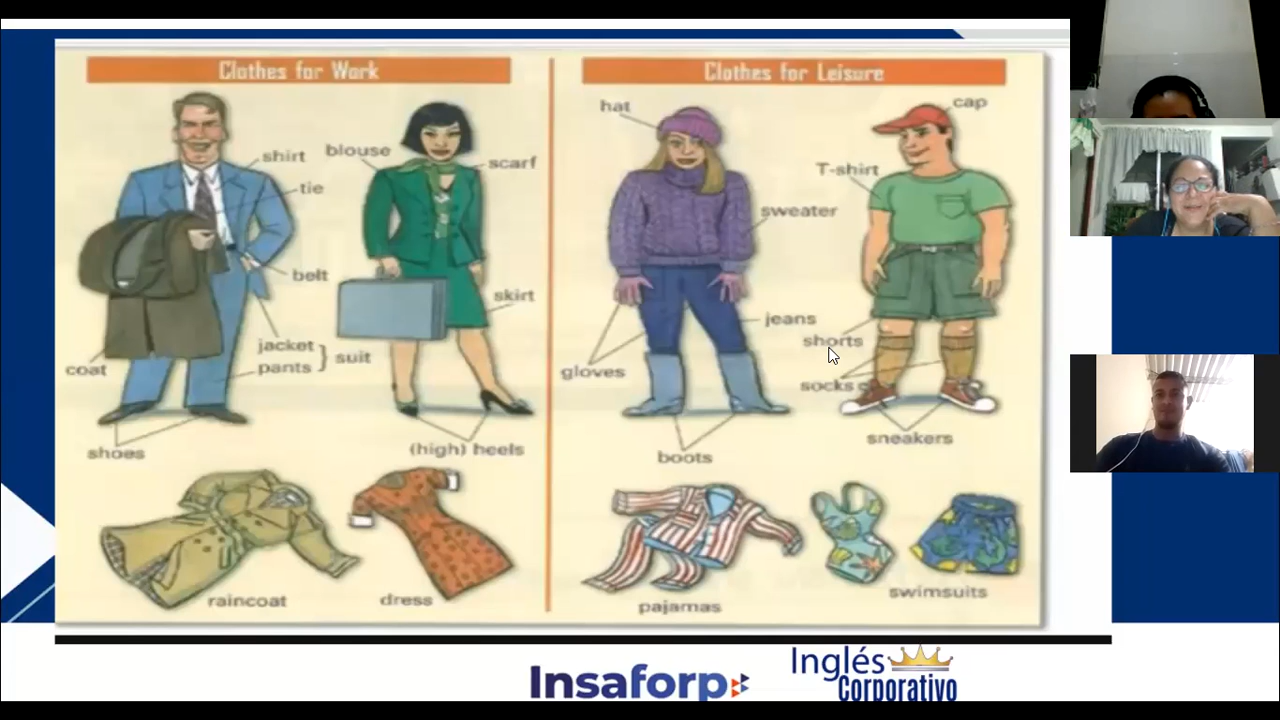 Clothes for Work
shirt
blouse
scarf
tie
belt
skirt
jacket
pants
suit
coat
shoes
(high) heels
raincoat
dress
Clothes for Leisure
hat
cap
T-shirt
sweater
jeans
shorts
gloves
socks
sneakers
boots
pajamas
swimsuits
Insaforp
Inglés
Corporativo